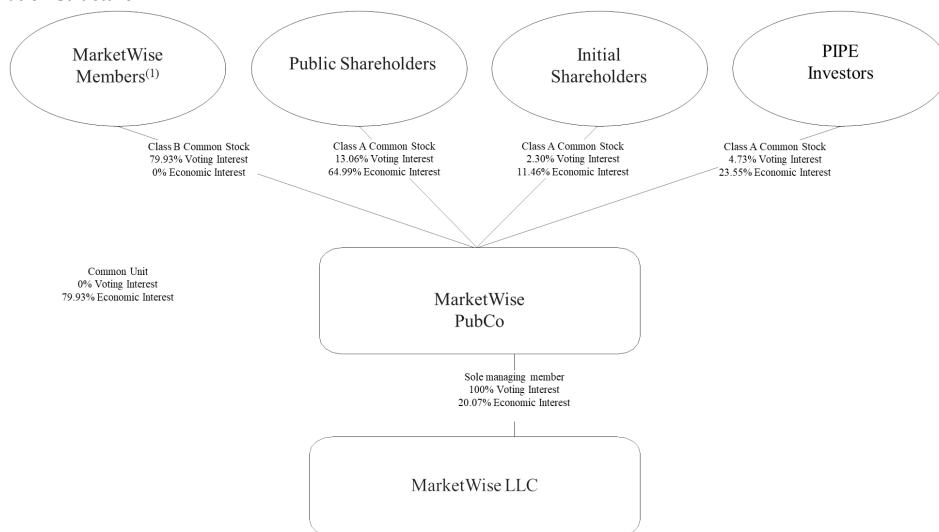 MarketWise
Members(1)
Public Shareholders
Initial
Shareholders
PIPE
Investors
Class B Common Stock
79.93% Voting Interest
0% Economic Interest
Class A Common Stock
13.06% Voting Interest
64.99% Economic Interest
Class A Common Stock
2.30% Voting Interest
11.46% Economic Interest
Class A Common Stock
4.73% Voting Interest
23.55% Economic Interest
Common Unit
0% Voting Interest
79.93% Economic Interest
MarketWise
PubCo
Sole managing member
100% Voting Interest
20.07% Economic Interest
MarketWise LLC